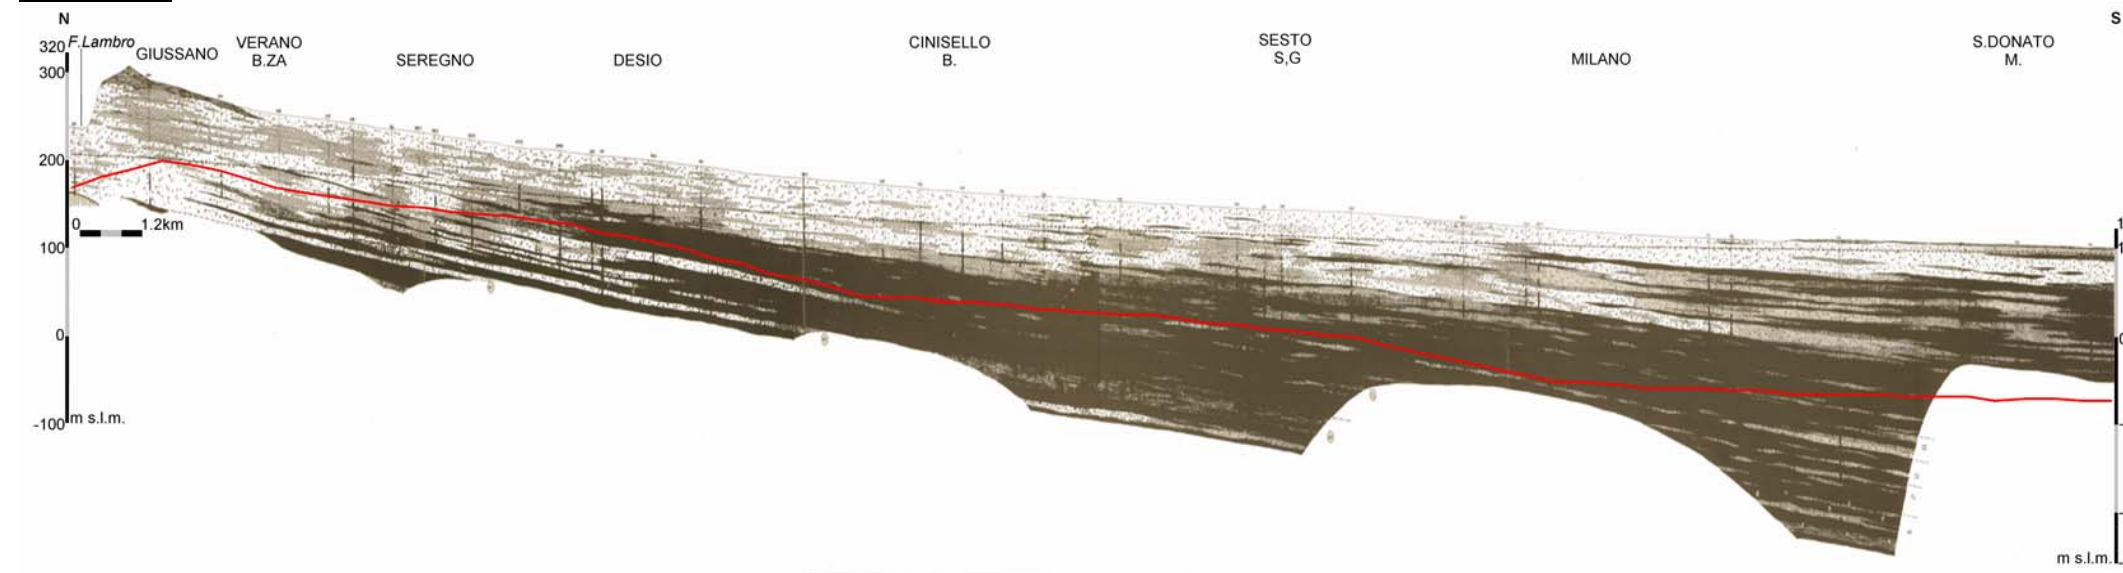 N
S
F.Lambro
GIUSSANO
VERANO
B.ZA
SEREGNO
DESIO
CINISELLO
B.
SESTO
S,G
MILANO
S.DONATO
M.
320
300
200
100
0
-100
m s.l.m.
0
1.2km
m s.l.m.